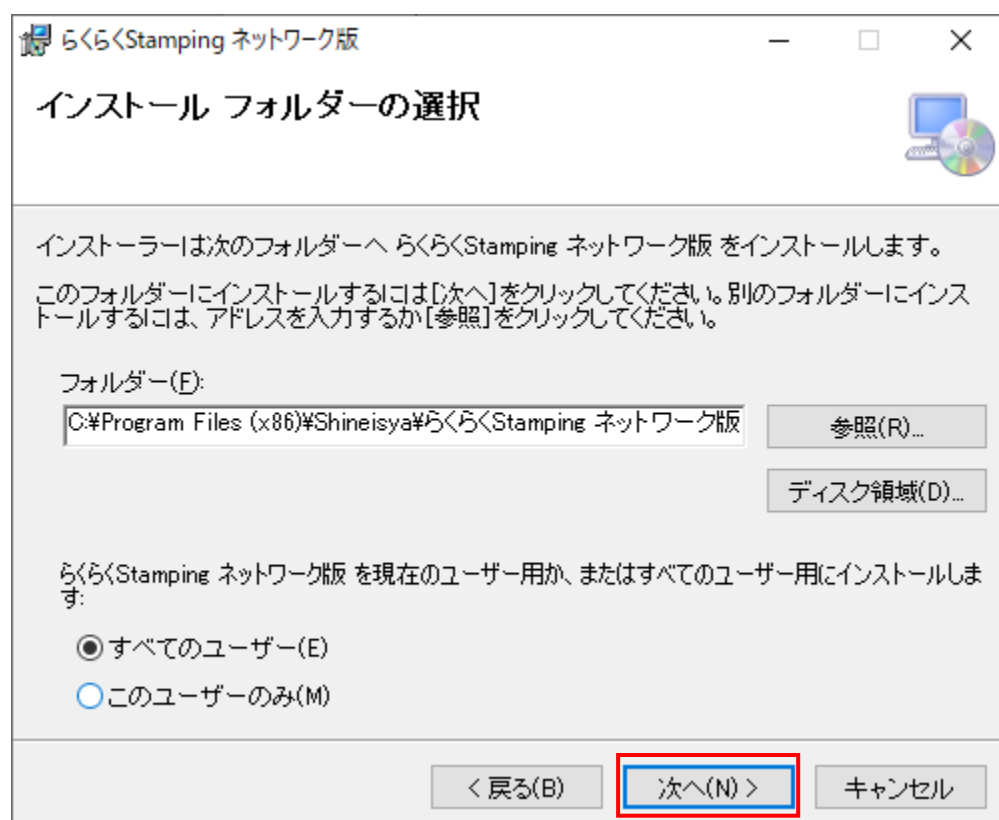 らくらくStamping ネットワーク版
インストール フォルダーの選択
インストーラーは次のフォルダーへ らくらくStamping ネットワーク版 をインストールします。
このフォルダーにインストールするには[次へ]をクリックしてください。別のフォルダーにインス
トールするには、アドレスを入力するか[参照]をクリックしてください。
フォルダー(F):
C:¥Program Files (x86)¥Shineisya¥らくらくStamping ネットワーク版
参照(R)...
ディスク領域(D)...
らくらくStamping ネットワーク版 を現在のユーザー用か、またはすべてのユーザー用にインストールしま
す:
すべてのユーザー(E)
このユーザーのみ(M)
< 戻る(B)
次へ(N) >
キャンセル